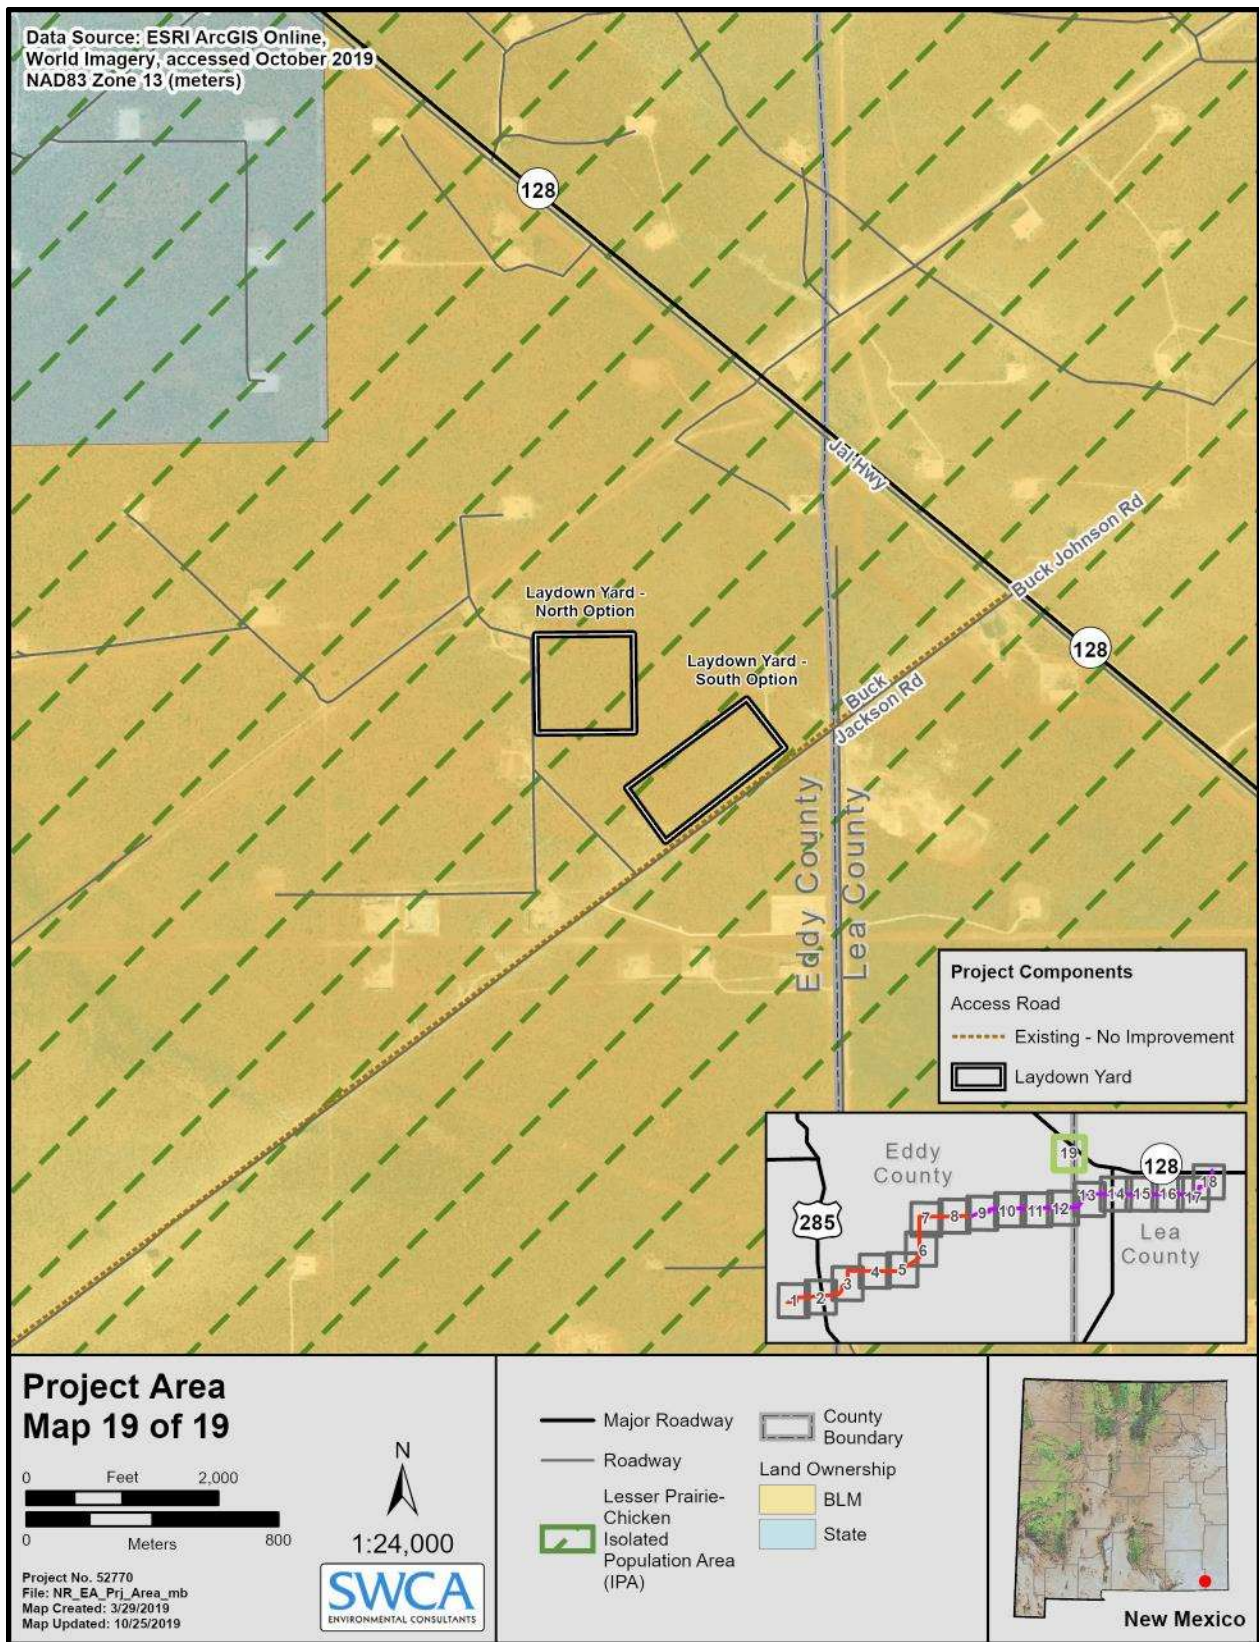 Data Source: ESRI ArcGIS Online,
World Imagery, accessed October 2019
NAD83 Zone 13 (meters)
128
Jal Hwy
Buck Johnson Rd
128
Laydown Yard -
North Option
Laydown Yard -
South Option
Buck
Jackson Rd
Eddy County
Lea County
Project Components
Access Road
Existing - No Improvement
Laydown Yard
Eddy
County
19
128
285
1
2
3
4
5
6
7
8
9
10
11
12
13
14
15
16
17
18
Lea
County
Project Area
Map 19 of 19
0 Feet 2,000
0 Meters 800
N
1:24,000
Project No. 52770
File: NR_EA_Prj_Area_mb
Map Created: 3/29/2019
Map Updated: 10/25/2019
SWCA
ENVIRONMENTAL CONSULTANTS
Major Roadway
Roadway
Lesser Prairie-
Chicken
Isolated
Population Area
(IPA)
County
Boundary
Land Ownership
BLM
State
New Mexico